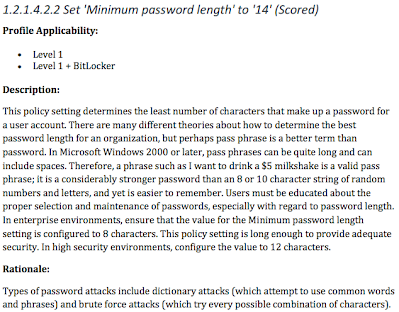 1.2.1.4.2.2 Set 'Minimum password length' to '14' (Scored)
Profile Applicability:
• Level 1
• Level 1 + BitLocker
Description:
This policy setting determines the least number of characters that make up a password for
a user account. There are many different theories about how to determine the best
password length for an organization, but perhaps pass phrase is a better term than
password. In Microsoft Windows 2000 or later, pass phrases can be quite long and can
include spaces. Therefore, a phrase such as I want to drink a $5 milkshake is a valid pass
phrase; it is a considerably stronger password than an 8 or 10 character string of random
numbers and letters, and yet is easier to remember. Users must be educated about the
proper selection and maintenance of passwords, especially with regard to password length.
In enterprise environments, ensure that the value for the Minimum password length
setting is configured to 8 characters. This policy setting is long enough to provide adequate
security. In high security environments, configure the value to 12 characters.
Rationale:
Types of password attacks include dictionary attacks (which attempt to use common words
and phrases) and brute force attacks (which try every possible combination of characters).